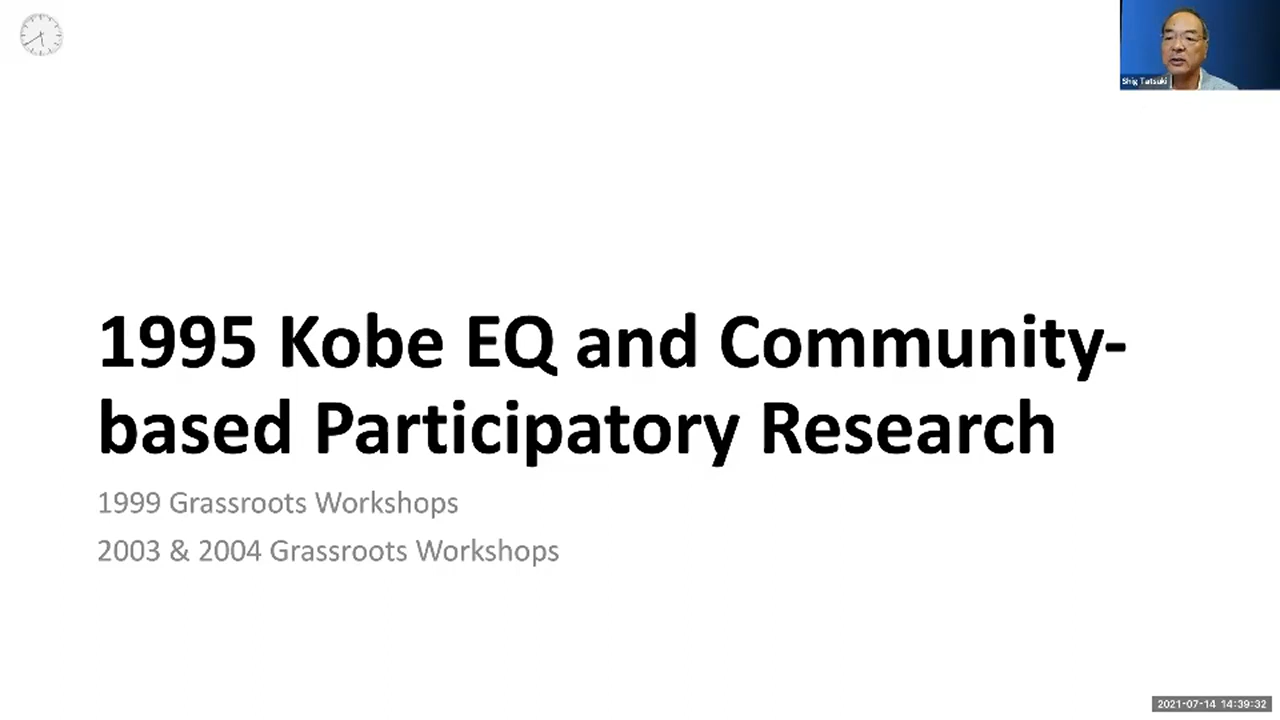 Shig Tatsuki
1995 Kobe EQ and Community-
based Participatory Research
1999 Grassroots Workshops
2003 & 2004 Grassroots Workshops
2021-07-14 14:39:32